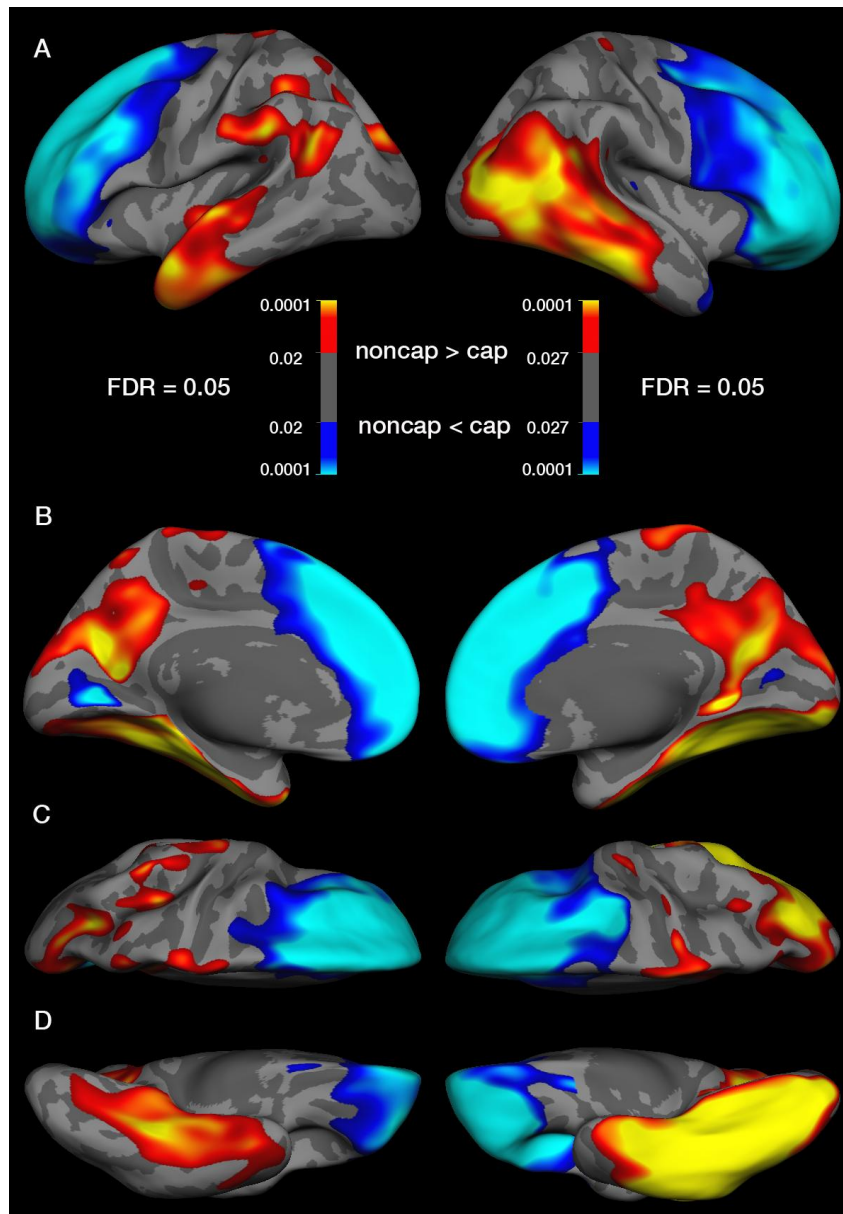 A
0.0001 0.0001
noncap > cap
0.02 0.027
FDR = 0.05 FDR = 0.05
0.02 noncap < cap 0.027
0.0001 0.0001
B
C
D